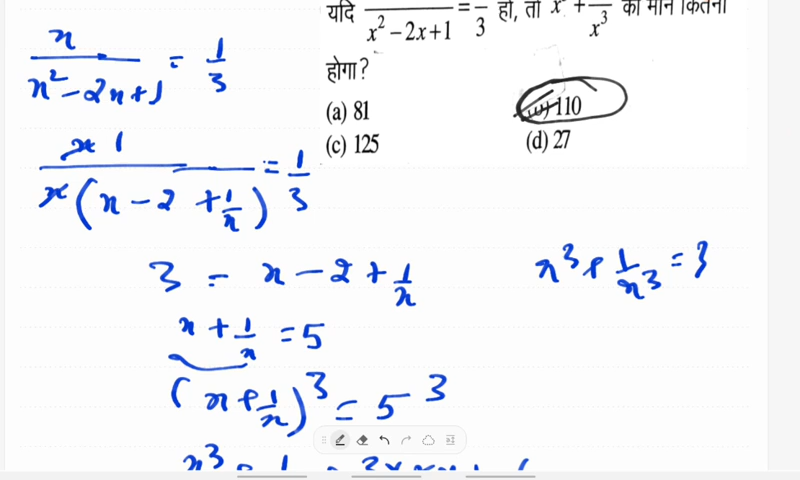 यदि /x² − 2x + 1 = /3 हो, तो x + /x³ का मान कितना
होगा?
(a) 81
110
(c) 125
(d) 27
x/x² − 2x + 1 = 1/3
x 1/x(x − 2 + 1/x) = 1/3
3 = x − 2 + 1/x
x³ + 1/x³ = ?
x + 1/x = 5
(x + 1/x)³ = 5³
x³ + 1